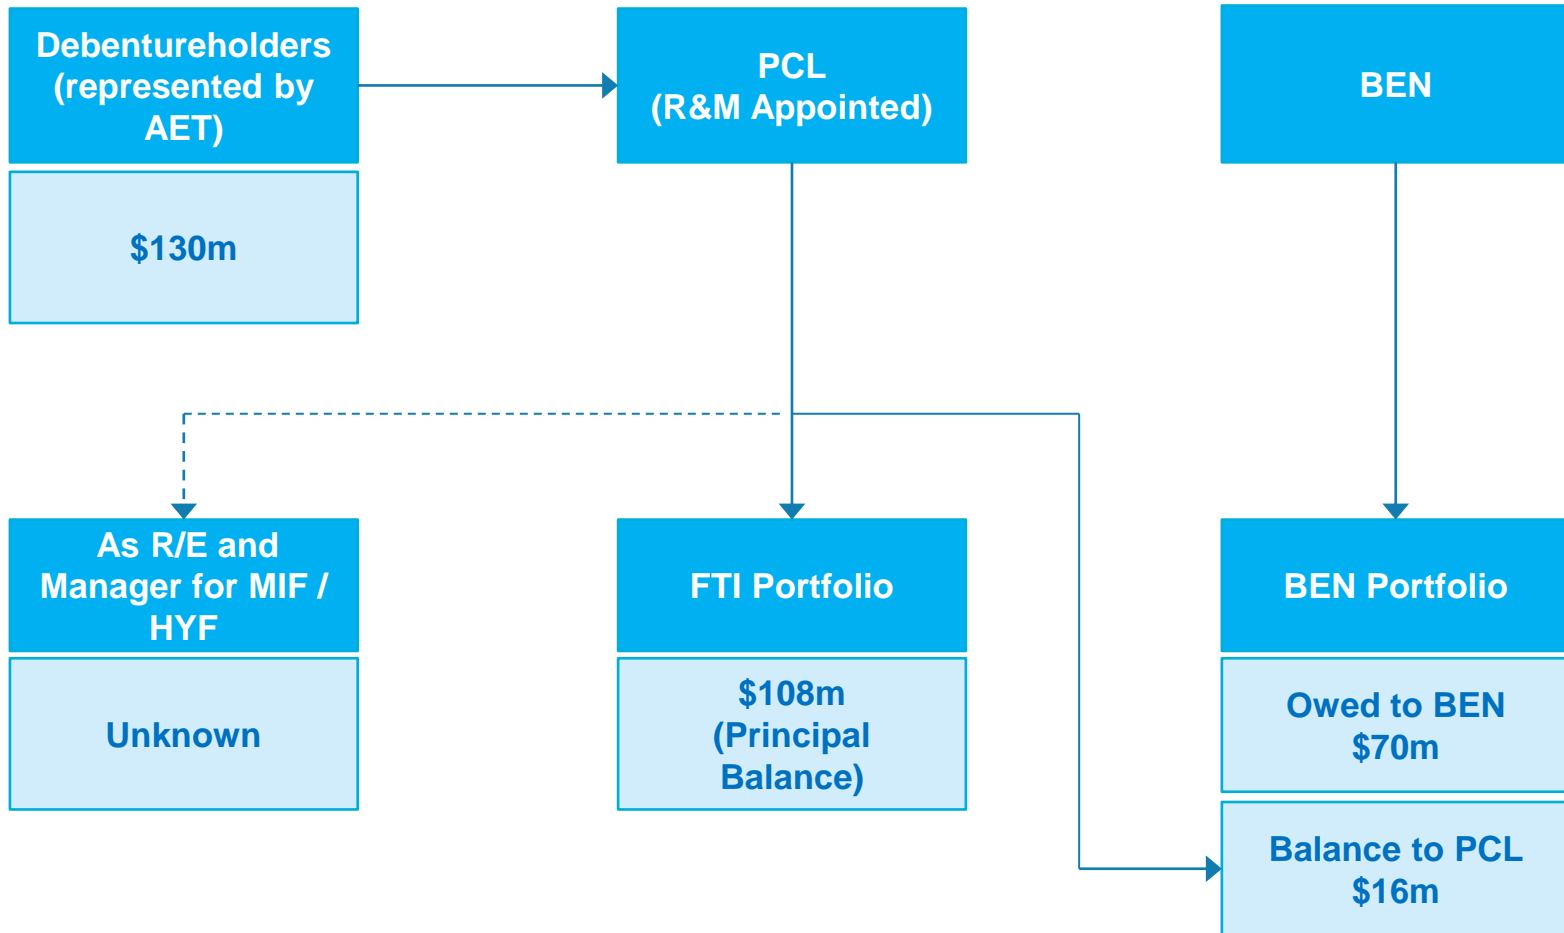 Debentureholders
(represented by
AET)
$130m
PCL
(R&M Appointed)
BEN
As R/E and
Manager for MIF /
HYF
Unknown
FTI Portfolio
$108m
(Principal
Balance)
BEN Portfolio
Owed to BEN
$70m
Balance to PCL
$16m